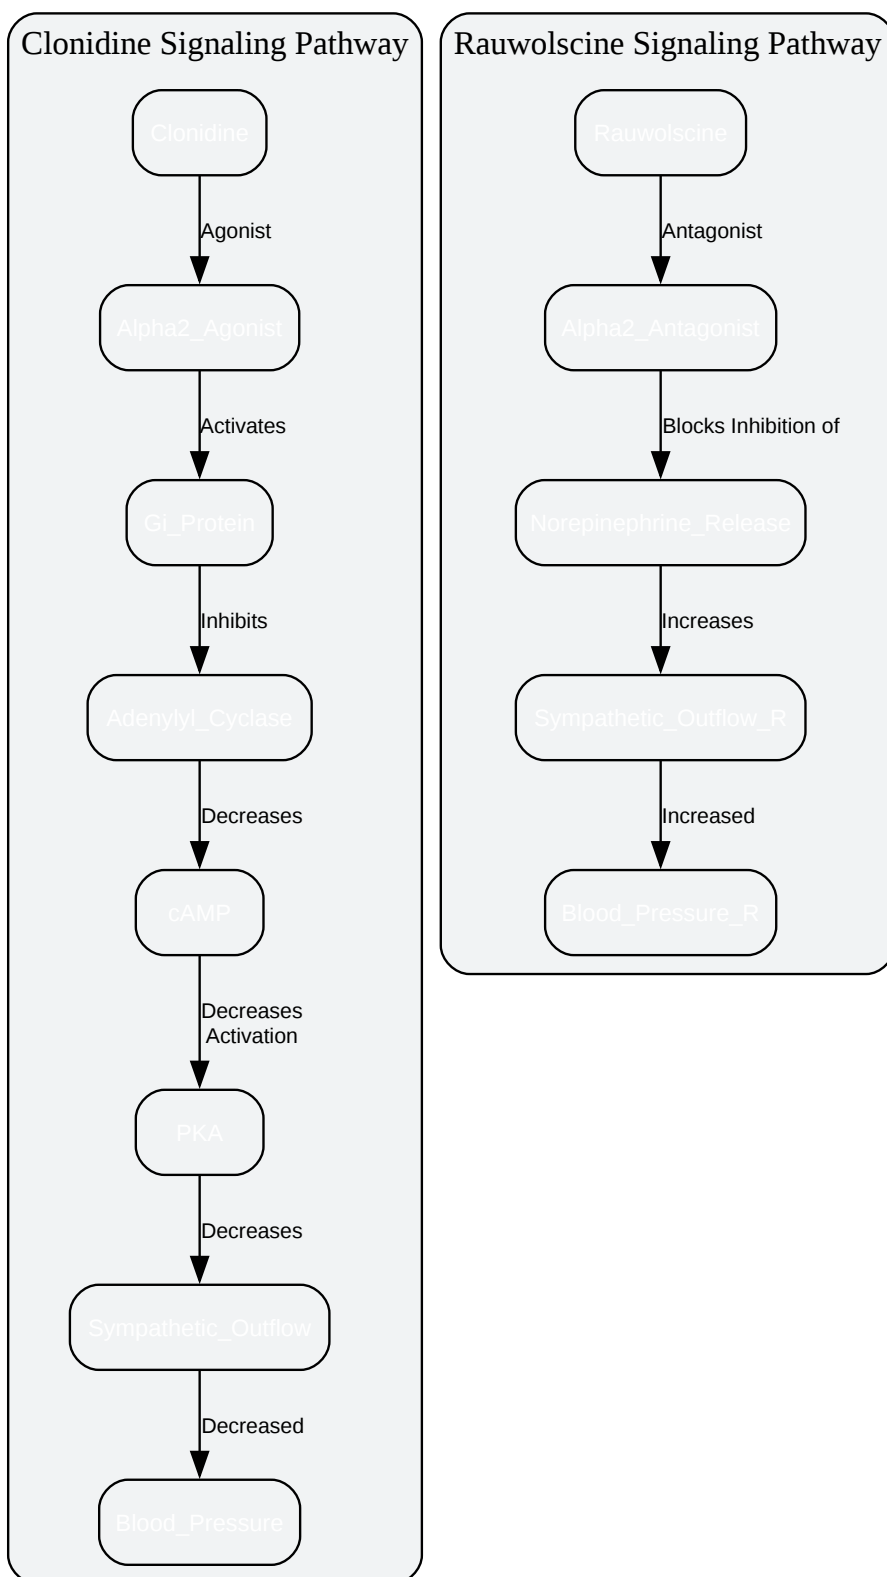 Clonidine Signaling Pathway
Clonidine
Agonist
Alpha2_Agonist
Activates
Gi_Protein
Inhibits
Adenylyl_Cyclase
Decreases
cAMP
Decreases
Activation
PKA
Decreases
Sympathetic_Outflow
Decreased
Blood_Pressure
Rauwolscine Signaling Pathway
Rauwolscine
Antagonist
Alpha2_Antagonist
Blocks Inhibition of
Norepinephrine_Release
Increases
Sympathetic_Outflow_R
Increased
Blood_Pressure_R